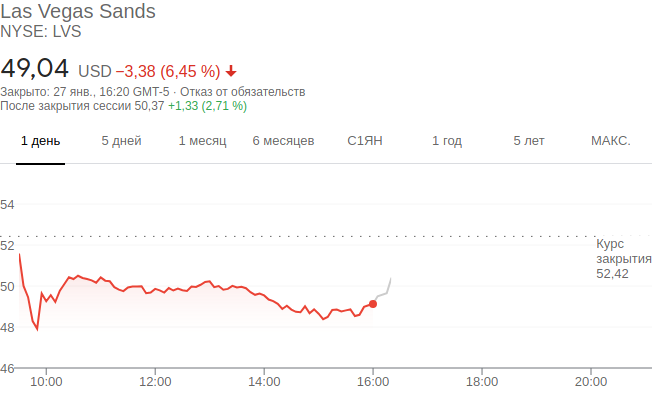 Las Vegas Sands
NYSE: LVS
49,04 USD −3,38 (6,45 %)
Закрыто: 27 янв., 16:20 GMT-5 · Отказ от обязательств
После закрытия сессии 50,37 +1,33 (2,71 %)
1 день 5 дней 1 месяц 6 месяцев С1ЯН 1 год 5 лет МАКС.
54
52
Курс
закрытия
52,42
50
48
46
10:00 12:00 14:00 16:00 18:00 20:00